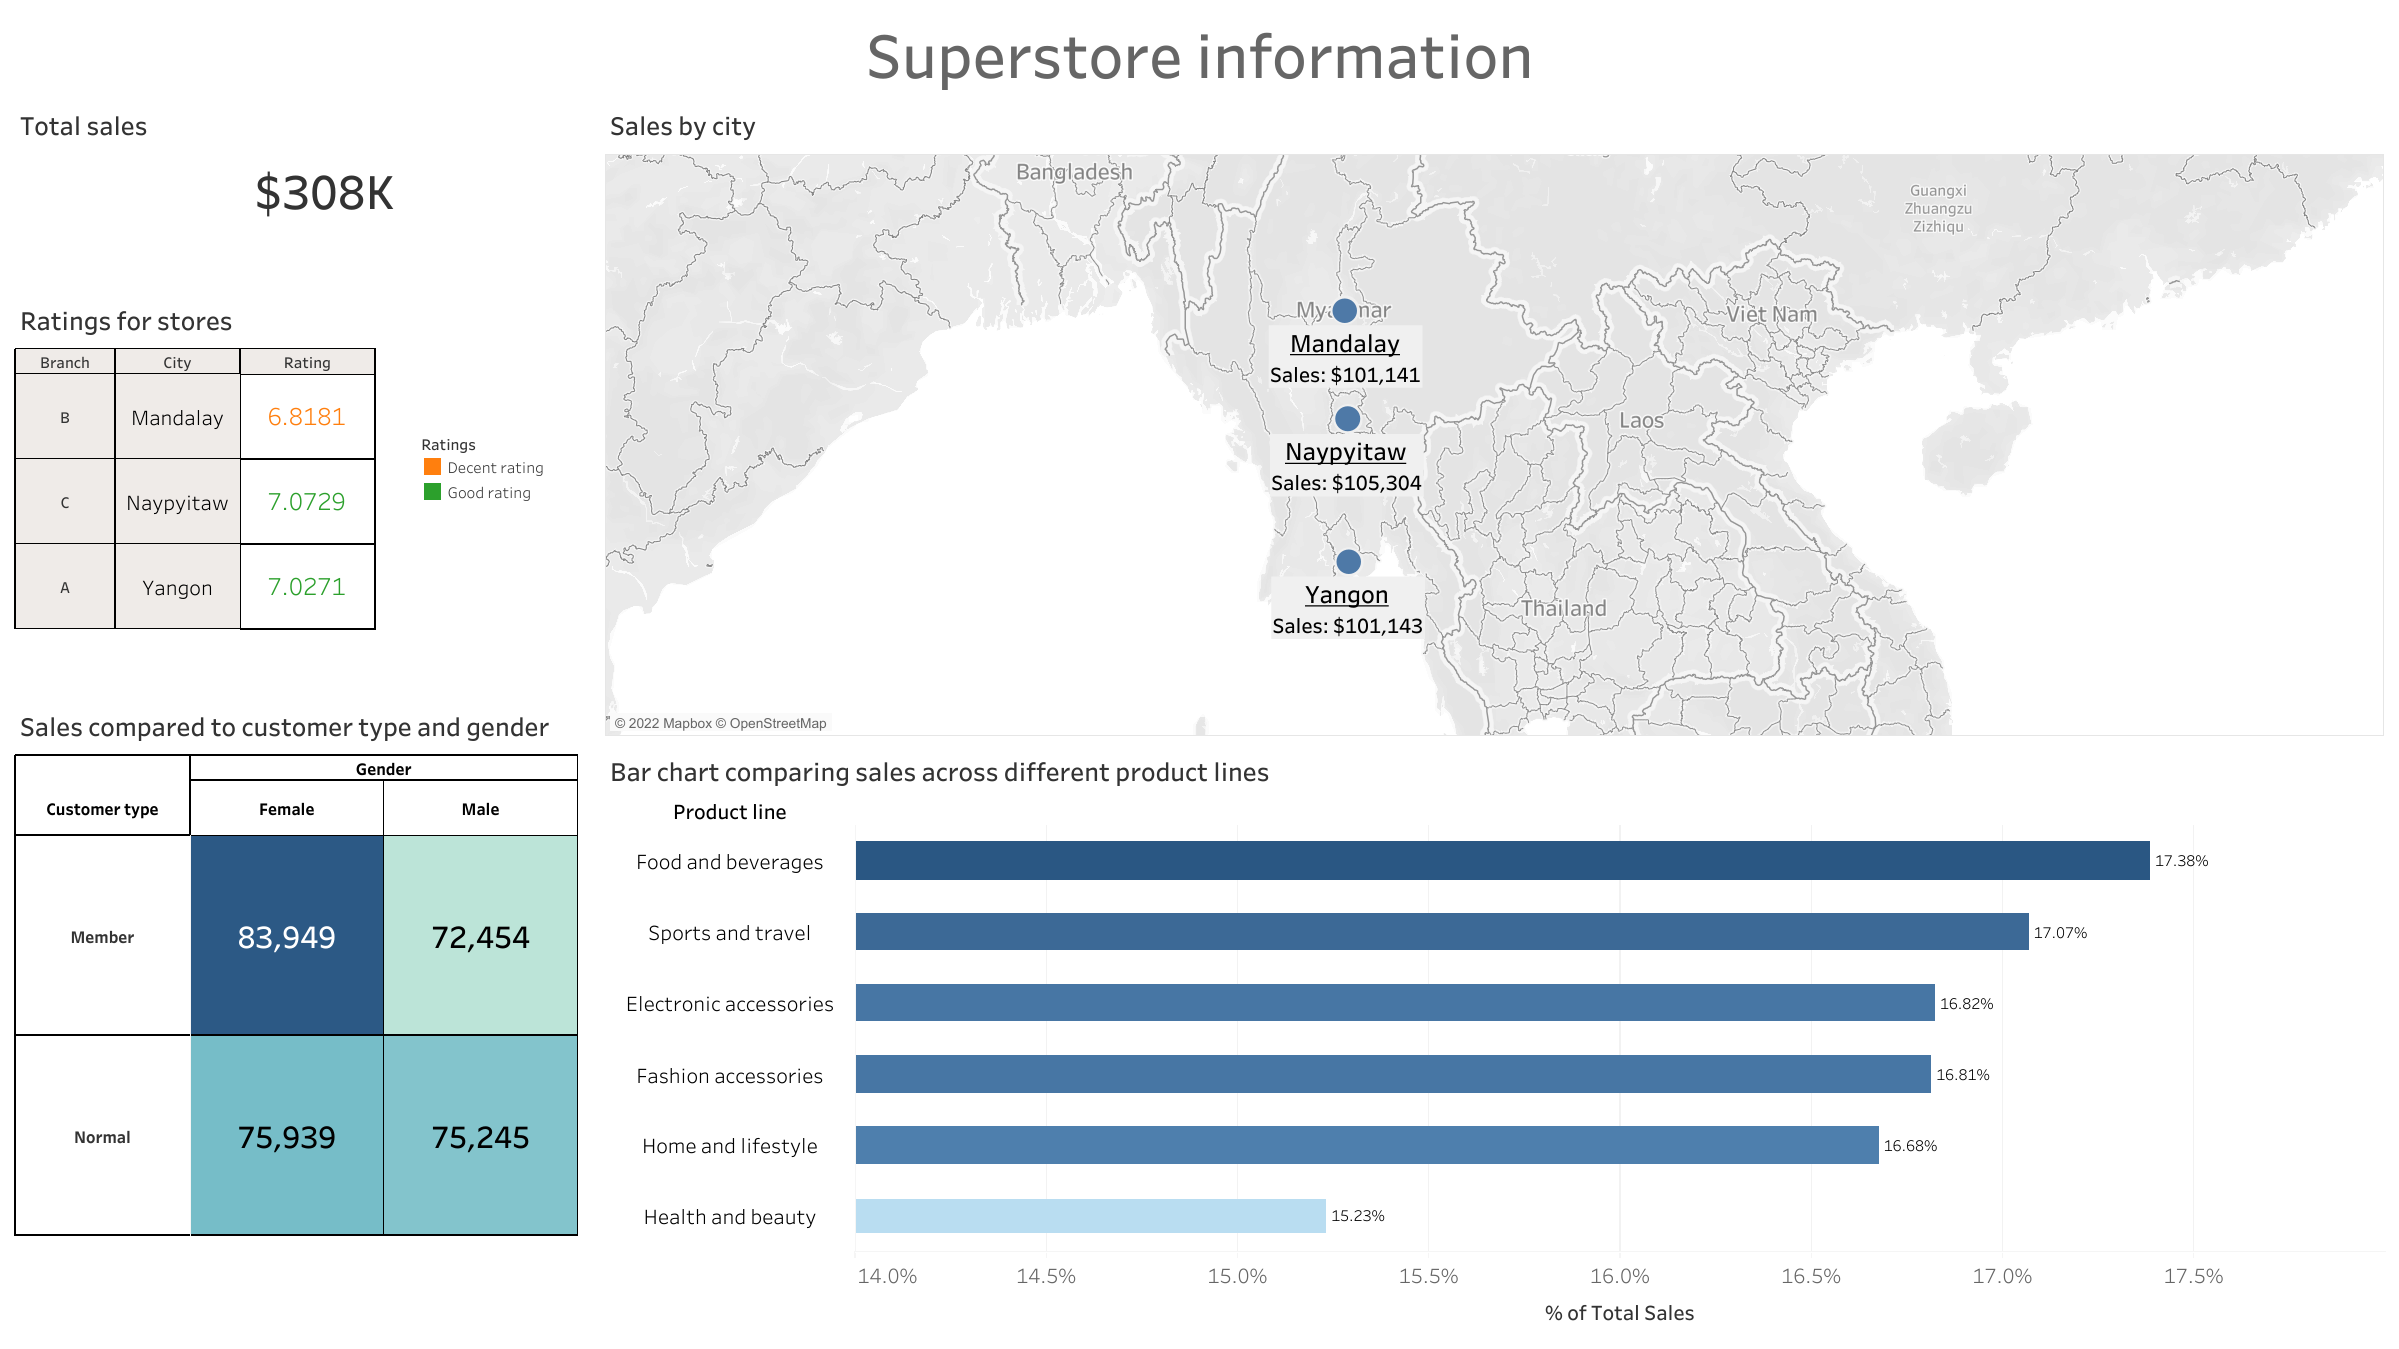 Superstore information
Total sales
$308K
Ratings for stores
Branch City Rating
B Mandalay 6.8181
C Naypyitaw 7.0729
A Yangon 7.0271
Ratings
Decent rating
Good rating
Sales compared to customer type and gender
Gender
Customer type Female Male
Member 83,949 72,454
Normal 75,939 75,245
Sales by city
Bangladesh
Guangxi
Zhuangzu
Zizhiqu
Viet Nam
Mandalay
Sales: $101,141
Laos
Naypyitaw
Sales: $105,304
Yangon
Sales: $101,143
Thailand
© 2022 Mapbox © OpenStreetMap
Bar chart comparing sales across different product lines
Product line
Food and beverages 17.38%
Sports and travel 17.07%
Electronic accessories 16.82%
Fashion accessories 16.81%
Home and lifestyle 16.68%
Health and beauty 15.23%
14.0% 14.5% 15.0% 15.5% 16.0% 16.5% 17.0% 17.5%
% of Total Sales